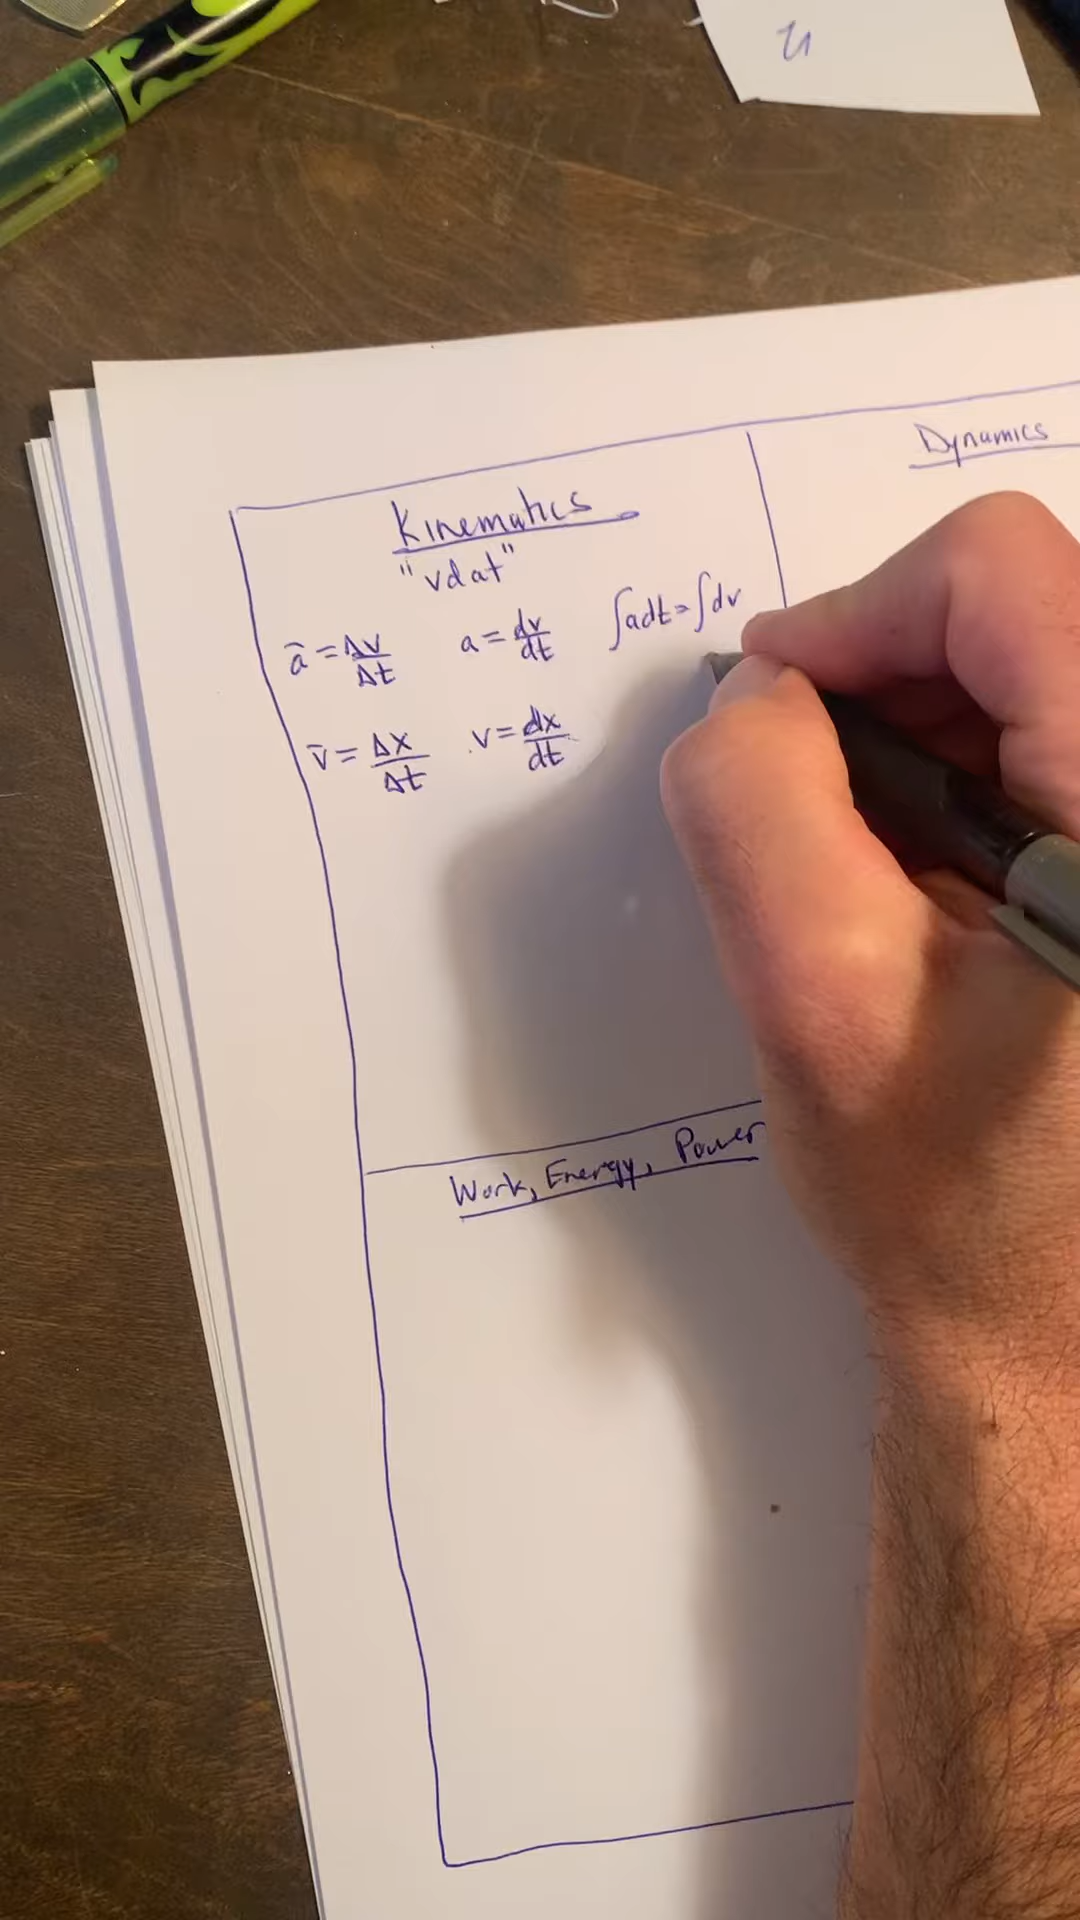 Dynamics
Kinematics
"vdat"
a̅ = Δv/Δt a = dv/dt ∫adt = ∫dv
v̅ = Δx/Δt v = dx/dt
Work, Energy, Power